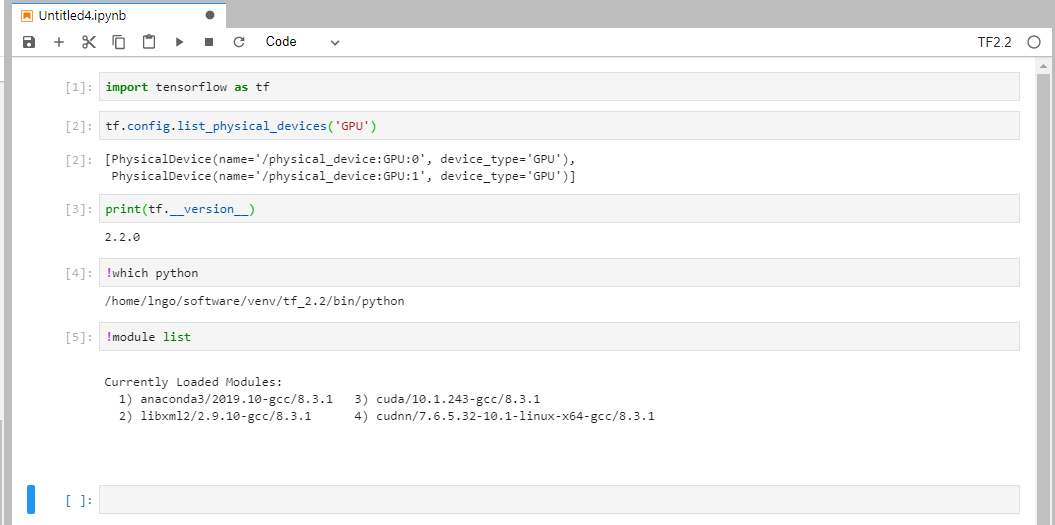 Untitled4.ipynb
Code
TF2.2
[1]: import tensorflow as tf
[2]: tf.config.list_physical_devices('GPU')
[2]: [PhysicalDevice(name='/physical_device:GPU:0', device_type='GPU'),
PhysicalDevice(name='/physical_device:GPU:1', device_type='GPU')]
[3]: print(tf.__version__)
2.2.0
[4]: !which python
/home/lngo/software/venv/tf_2.2/bin/python
[5]: !module list
Currently Loaded Modules:
1) anaconda3/2019.10-gcc/8.3.1   3) cuda/10.1.243-gcc/8.3.1
2) libxml2/2.9.10-gcc/8.3.1      4) cudnn/7.6.5.32-10.1-linux-x64-gcc/8.3.1
[ ]: